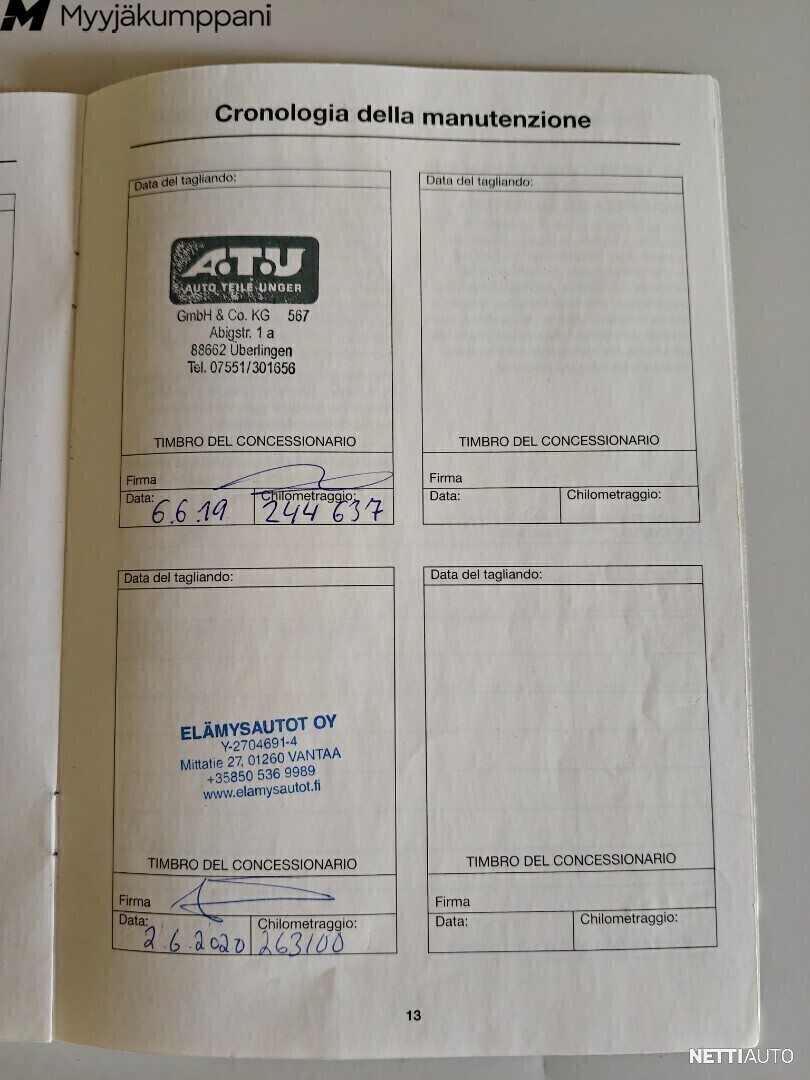 Myyjäkumppani
Cronologia della manutenzione
Data del tagliando:
A.T.U
AUTO TEILE UNGER
GmbH & Co. KG 567
Abigstr. 1 a
88662 Überlingen
Tel. 07551/301656
TIMBRO DEL CONCESSIONARIO
Firma
Data: Chilometraggio:
6.6.19 244 637
Data del tagliando:
TIMBRO DEL CONCESSIONARIO
Firma
Data: Chilometraggio:
Data del tagliando:
ELÄMYSAUTOT OY
Y-2704691-4
Mittatie 27, 01260 VANTAA
+35850 536 9989
www.elamysautot.fi
TIMBRO DEL CONCESSIONARIO
Firma
Data: Chilometraggio:
2.6.2020 263100
Data del tagliando:
TIMBRO DEL CONCESSIONARIO
Firma
Data: Chilometraggio:
13
NETTIAUTO